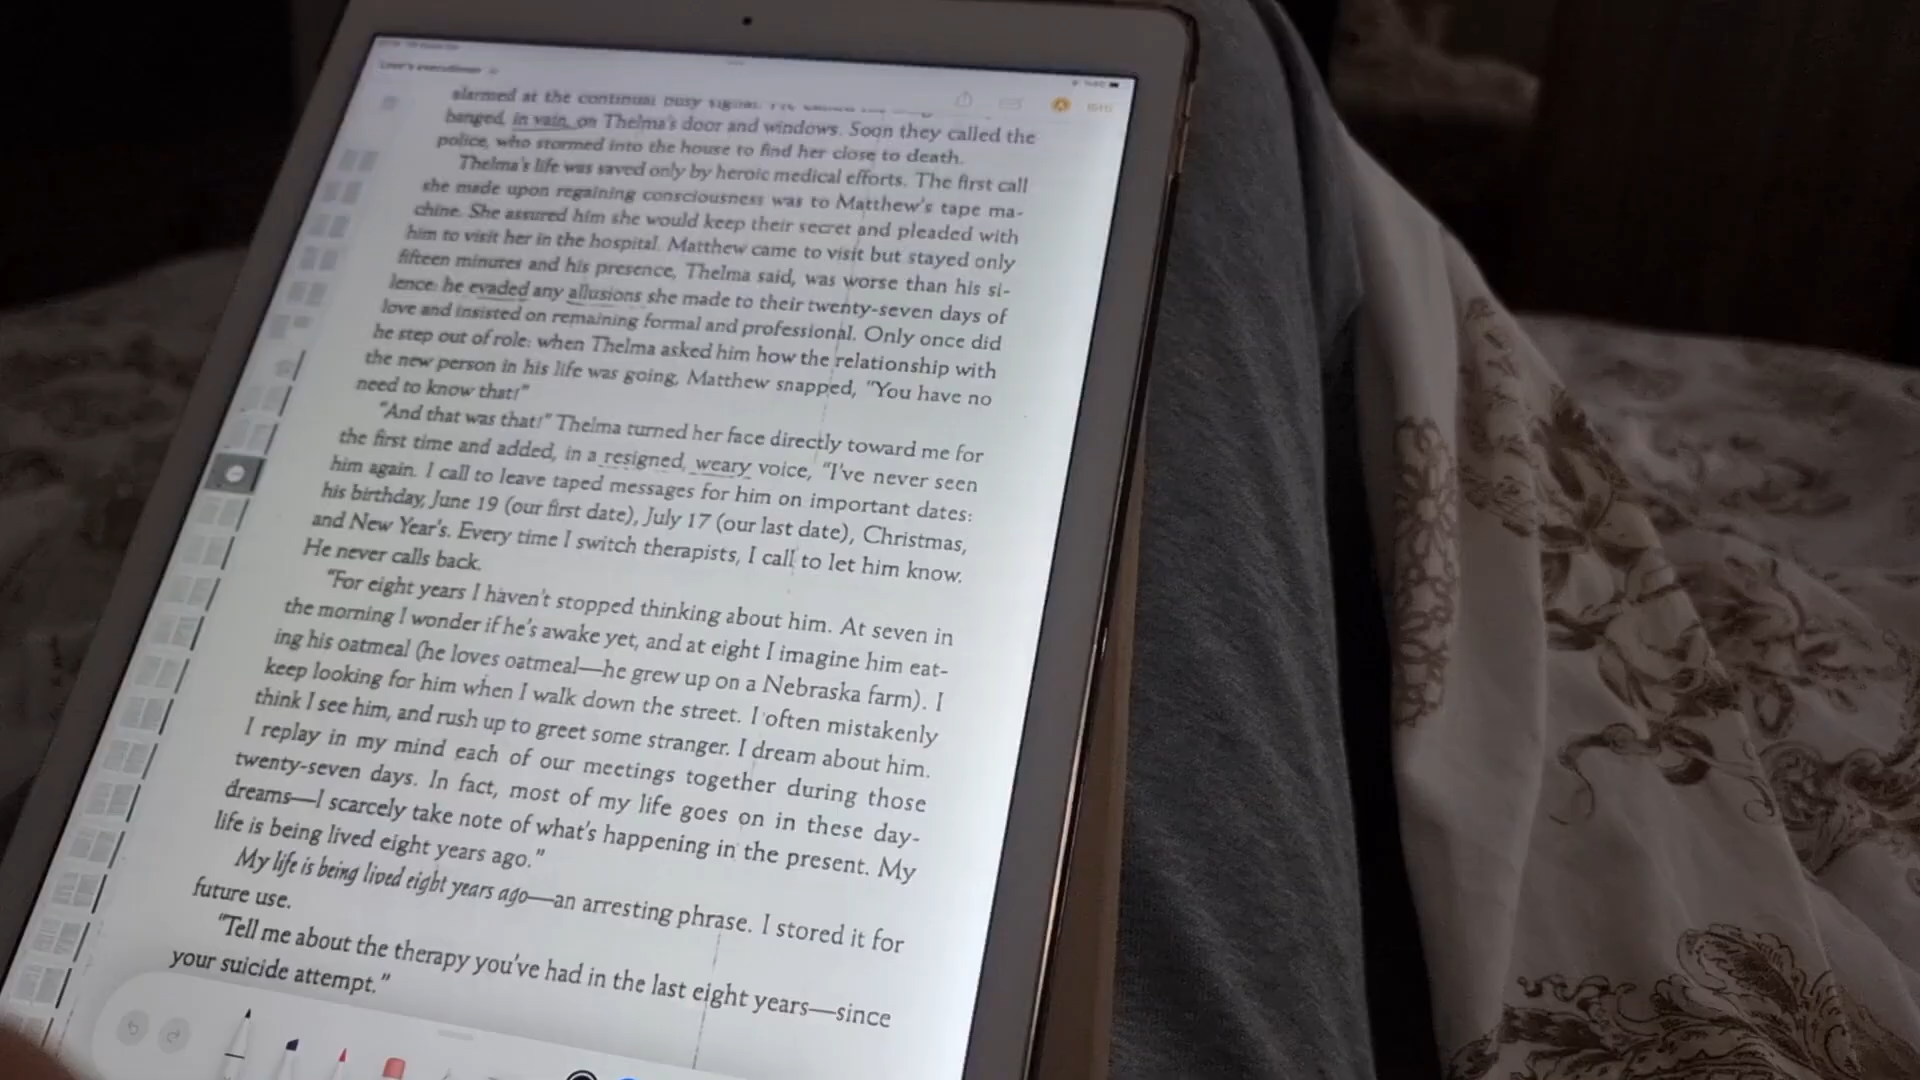 Love's executioner
alarmed at the continual busy signal.
banged, in vain, on Thelma's door and windows. Soon they called the
police, who stormed into the house to find her close to death.
Thelma's life was saved only by heroic medical efforts. The first call
she made upon regaining consciousness was to Matthew's tape ma-
chine. She assured him she would keep their secret and pleaded with
him to visit her in the hospital. Matthew came to visit but stayed only
fifteen minutes and his presence, Thelma said, was worse than his si-
lence: he evaded any allusions she made to their twenty-seven days of
love and insisted on remaining formal and professional. Only once did
he step out of role: when Thelma asked him how the relationship with
the new person in his life was going, Matthew snapped, "You have no
need to know that!"
"And that was that!" Thelma turned her face directly toward me for
the first time and added, in a resigned, weary voice, "I've never seen
him again. I call to leave taped messages for him on important dates:
his birthday, June 19 (our first date), July 17 (our last date), Christmas,
and New Year's. Every time I switch therapists, I call to let him know.
He never calls back.
"For eight years I haven't stopped thinking about him. At seven in
the morning I wonder if he's awake yet, and at eight I imagine him eat-
ing his oatmeal (he loves oatmeal—he grew up on a Nebraska farm). I
keep looking for him when I walk down the street. I often mistakenly
think I see him, and rush up to greet some stranger. I dream about him.
I replay in my mind each of our meetings together during those
twenty-seven days. In fact, most of my life goes on in these day-
dreams—I scarcely take note of what's happening in the present. My
life is being lived eight years ago."
My life is being lived eight years ago—an arresting phrase. I stored it for
future use.
"Tell me about the therapy you've had in the last eight years—since
your suicide attempt."